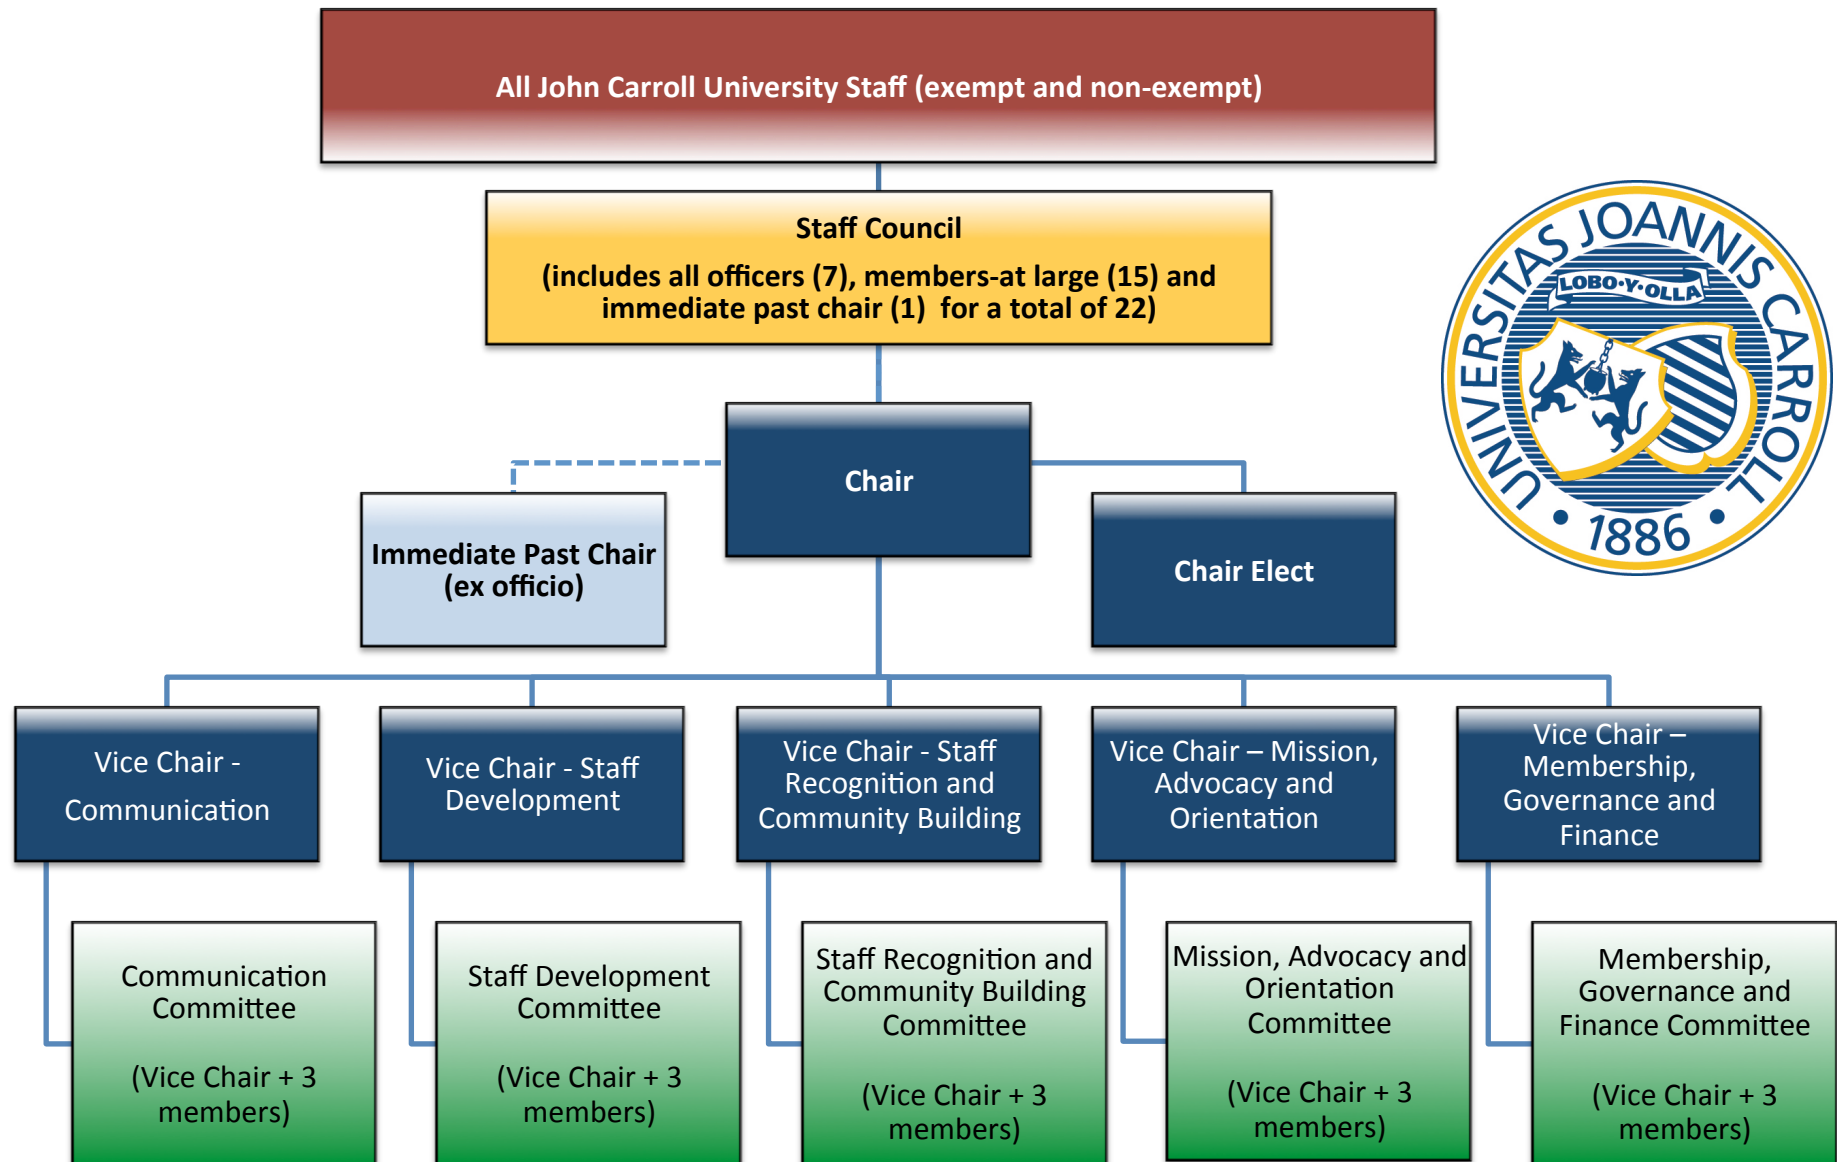 All John Carroll University Staff (exempt and non-exempt)
Staff Council
(includes all officers (7), members-at large (15) and
immediate past chair (1)  for a total of 22)
UNIVERSITAS JOANNIS CARROLL
LOBO·Y·OLLA
• 1886 •
Chair
Immediate Past Chair
(ex officio)
Chair Elect
Vice Chair -
Communication
Vice Chair - Staff
Development
Vice Chair - Staff
Recognition and
Community Building
Vice Chair – Mission,
Advocacy and
Orientation
Vice Chair –
Membership,
Governance and
Finance
Communication
Committee
(Vice Chair + 3
members)
Staff Development
Committee
(Vice Chair + 3
members)
Staff Recognition and
Community Building
Committee
(Vice Chair + 3
members)
Mission, Advocacy and
Orientation
Committee
(Vice Chair + 3
members)
Membership,
Governance and
Finance Committee
(Vice Chair + 3
members)